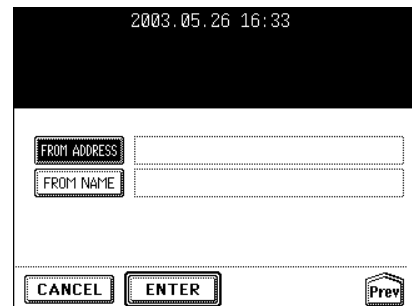 2003.05.26 16:33
FROM ADDRESS
FROM NAME
CANCEL ENTER Prev